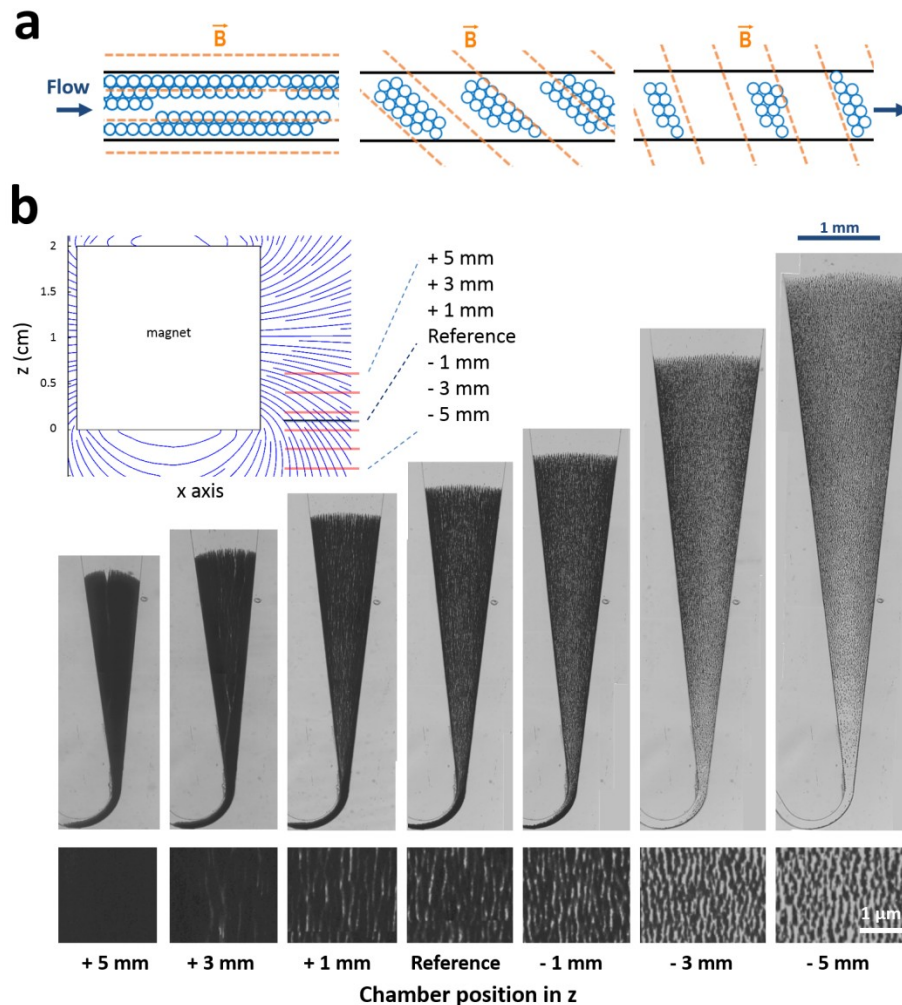 a
B
B
B
Flow
b
1 mm
z (cm)
2
1.5
1
0.5
0
magnet
x axis
+ 5 mm
+ 3 mm
+ 1 mm
Reference
- 1 mm
- 3 mm
- 5 mm
1 µm
+ 5 mm
+ 3 mm
+ 1 mm
Reference
- 1 mm
- 3 mm
- 5 mm
Chamber position in z